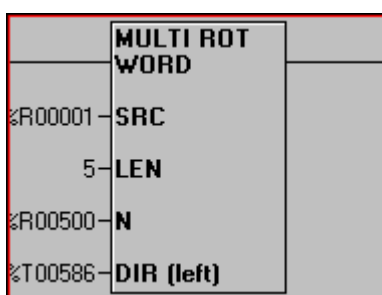 MULTI ROT
WORD
%R00001 SRC
5 LEN
%R00500 N
%T00586 DIR (left)